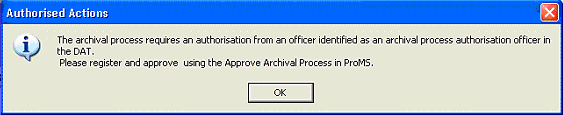 Authorised Actions
The archival process requires an authorisation from an officer identified as an archival process authorisation officer in
the DAT.
Please register and approve using the Approve Archival Process in ProMS.
OK